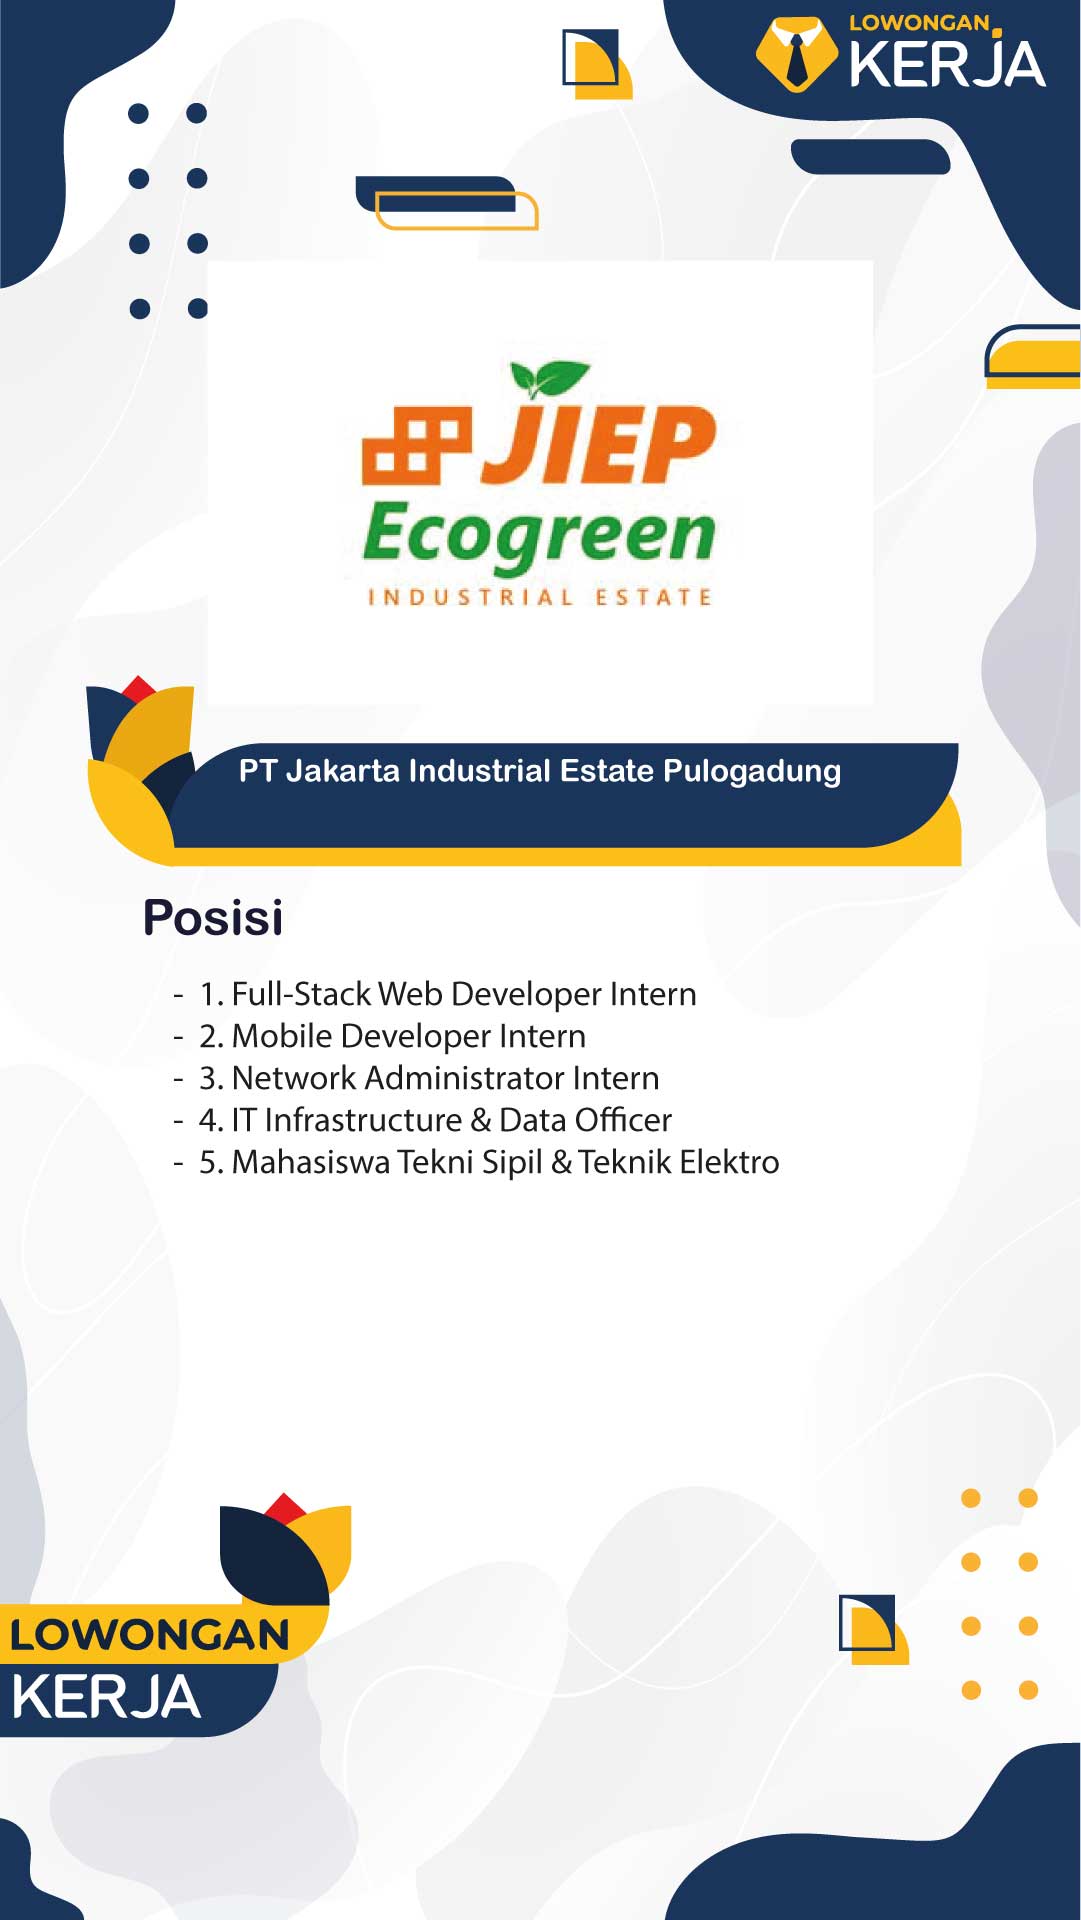 LOWONGAN
KERJA
JIEP
Ecogreen
INDUSTRIAL ESTATE
PT Jakarta Industrial Estate Pulogadung
Posisi
- 1. Full-Stack Web Developer Intern
- 2. Mobile Developer Intern
- 3. Network Administrator Intern
- 4. IT Infrastructure & Data Officer
- 5. Mahasiswa Tekni Sipil & Teknik Elektro
LOWONGAN
KERJA